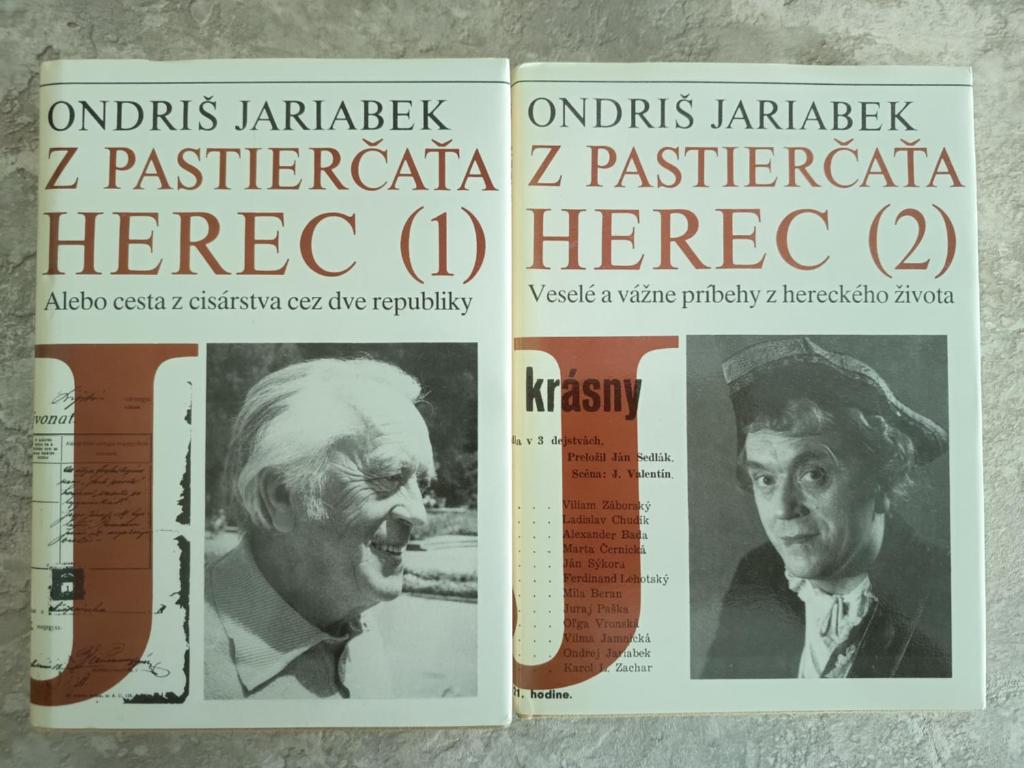 ONDRIŠ JARIABEK
Z PASTIERČAŤA
HEREC (1)
Alebo cesta z cisárstva cez dve republiky
J
ONDRIŠ JARIABEK
Z PASTIERČAŤA
HEREC (2)
Veselé a vážne príbehy z hereckého života
J
krásny
v 3 dejstvách.
Preložil Ján Sedlák.
Scéna: J. Valentín.
. . . Viliam Záborský
. . . Ladislav Chudík
. . . Alexander Bada
. . . Marta Černická
. . . Ján Sýkora
. . . Ferdinand Lehotský
. . . Mila Beran
. . . Juraj Paška
. . . Oľga Vronská
. . . Vilma Jamnická
. . . Ondrej Jariabek
. . . Karol L. Zachar
21. hodine.